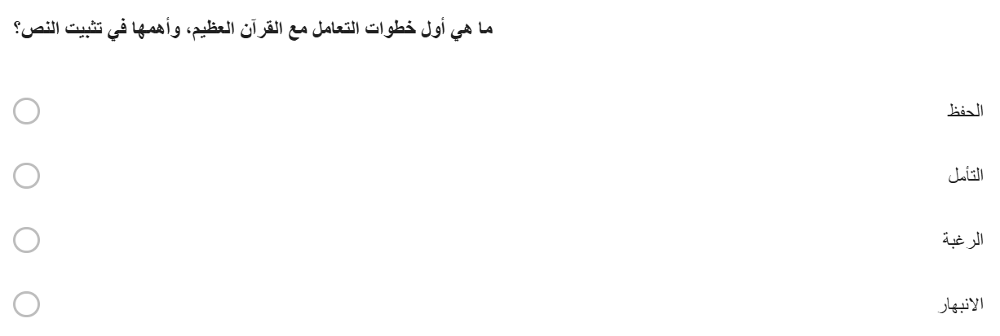 ما هي أول خطوات التعامل مع القرآن العظيم، وأهمها في تثبيت النص؟
الحفظ
التأمل
الرغبة
الانبهار